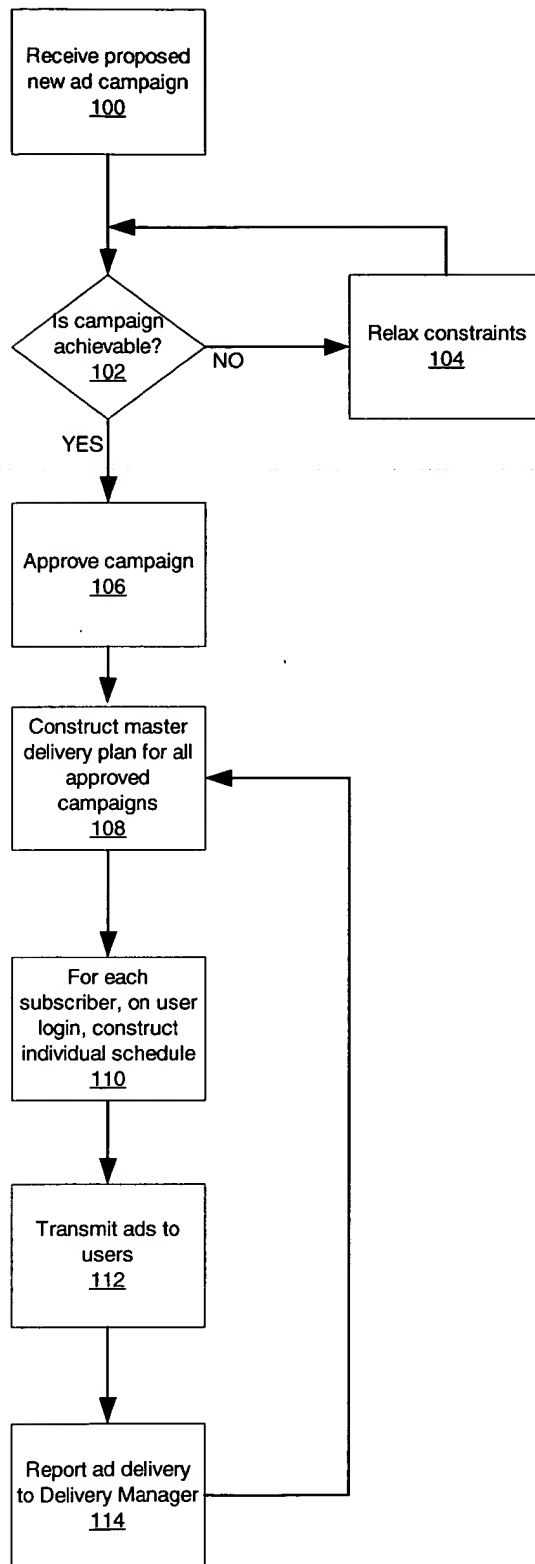 Receive proposed
new ad campaign
100
Is campaign
achievable?
102
NO
Relax constraints
104
YES
Approve campaign
106
Construct master
delivery plan for all
approved
campaigns
108
For each
subscriber, on user
login, construct
individual schedule
110
Transmit ads to
users
112
Report ad delivery
to Delivery Manager
114